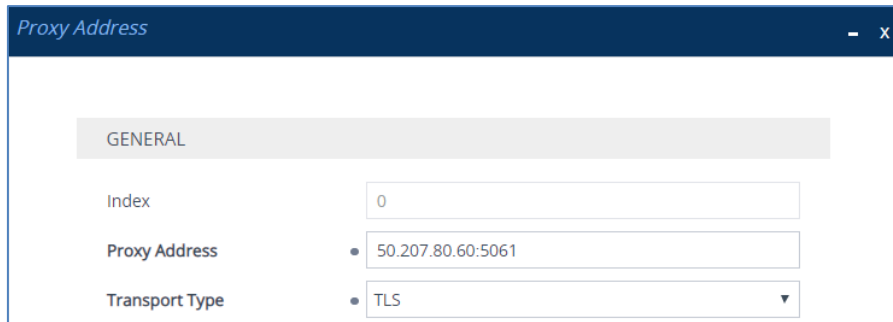 Proxy Address – x
GENERAL
Index 0
Proxy Address • 50.207.80.60:5061
Transport Type • TLS ▼